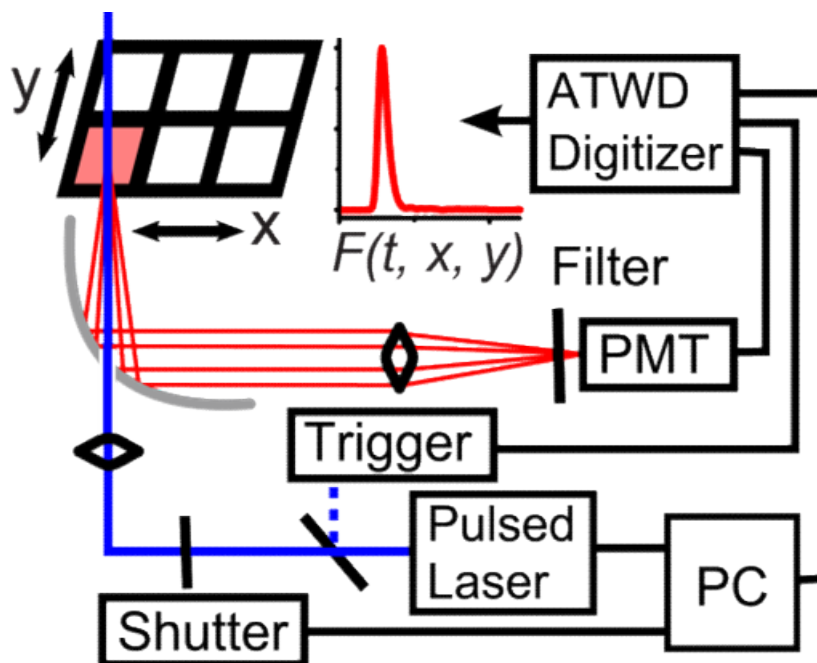 y
x
F(t, x, y)
ATWD
Digitizer
Filter
PMT
Trigger
Pulsed
Laser
PC
Shutter